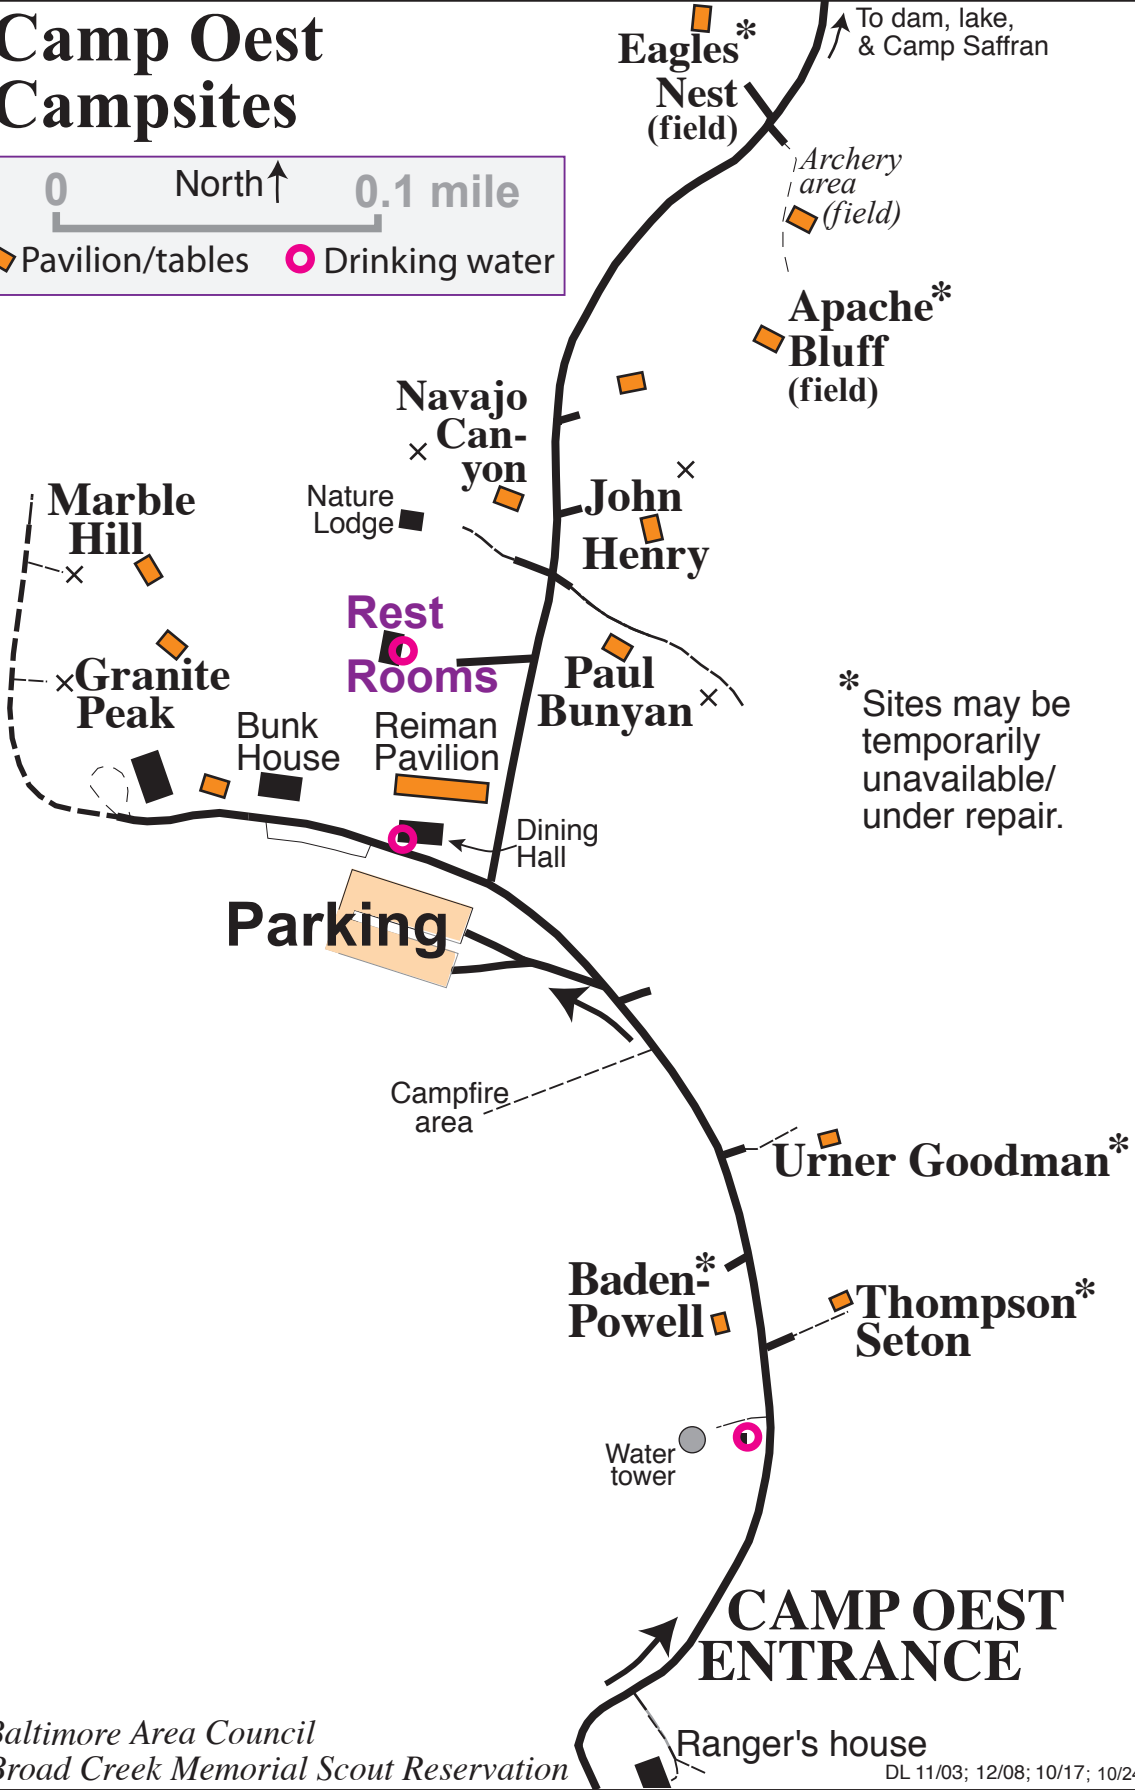 Camp Oest
Campsites
North
0
0.1 mile
Pavilion/tables
Drinking water
To dam, lake,
& Camp Saffran
Eagles*
Nest
(field)
Archery
area
(field)
Apache*
Bluff
(field)
Navajo
Can-
yon
Nature
Lodge
John
Henry
Marble
Hill
Rest
Rooms
Granite
Peak
Paul
Bunyan
Bunk
House
Reiman
Pavilion
*Sites may be
temporarily
unavailable/
under repair.
Dining
Hall
Parking
Campfire
area
Urner Goodman*
Baden-*
Powell
Thompson*
Seton
Water
tower
CAMP OEST
ENTRANCE
Ranger's house
Baltimore Area Council
Broad Creek Memorial Scout Reservation
DL 11/03; 12/08; 10/17; 10/24